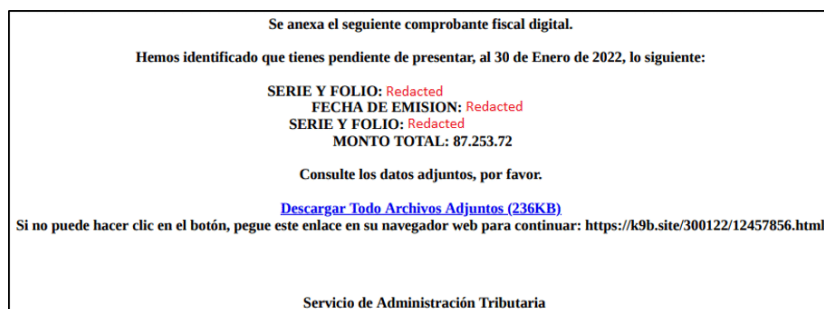 Se anexa el seguiente comprobante fiscal digital.
Hemos identificado que tienes pendiente de presentar, al 30 de Enero de 2022, lo siguiente:
SERIE Y FOLIO: Redacted
FECHA DE EMISION: Redacted
SERIE Y FOLIO: Redacted
MONTO TOTAL: 87.253.72
Consulte los datos adjuntos, por favor.
Descargar Todo Archivos Adjuntos (236KB)
Si no puede hacer clic en el botón, pegue este enlace en su navegador web para continuar: https://k9b.site/300122/12457856.html
Servicio de Administración Tributaria